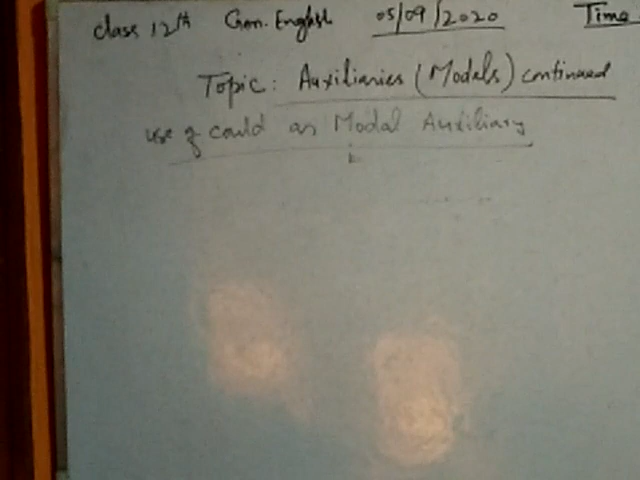 class 12th Gen. English 05/09/2020 Time
Topic: Auxiliaries (Modals) continued
use of could as Modal Auxiliary